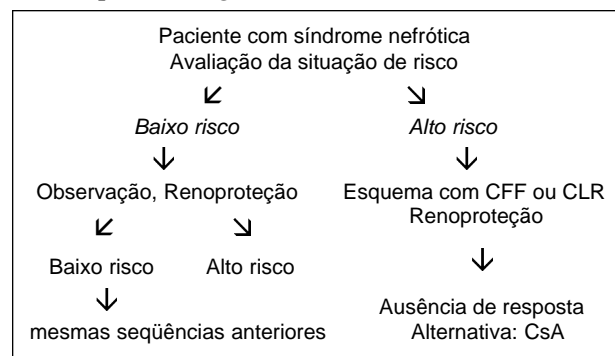 Paciente com síndrome nefrótica
Avaliação da situação de risco
Baixo risco
Alto risco
Observação, Renoproteção
Esquema com CFF ou CLR
Renoproteção
Baixo risco
Alto risco
mesmas seqüências anteriores
Ausência de resposta
Alternativa: CsA